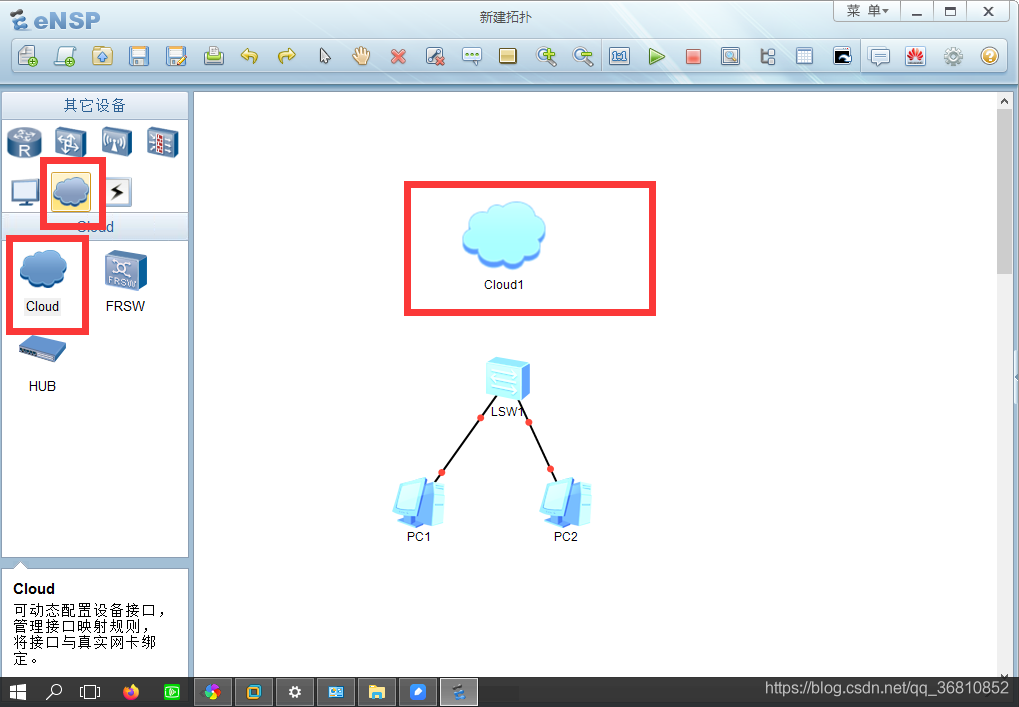 eNSP
新建拓扑
菜 单
1:1
其它设备
R
Cloud
Cloud
FRSW
FRSW
HUB
Cloud1
LSW1
PC1
PC2
Cloud
可动态配置设备接口，
管理接口映射规则，
将接口与真实网卡绑
定。
https://blog.csdn.net/qq_36810852